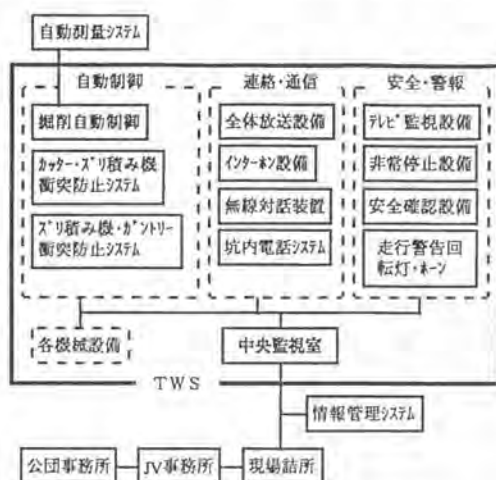 自動測量システム
自動制御
連絡・通信
安全・警報
掘削自動制御
カッター・ズリ積み機
衝突防止システム
ズリ積み機・ガントリー
衝突防止システム
全体放送設備
インターホン設備
無線対話装置
坑内電話システム
テレビ監視設備
非常停止設備
安全確認設備
走行警告回
転灯・ホーン
各機械設備
中央監視室
TWS
情報管理システム
公団事務所
JV事務所
現場詰所